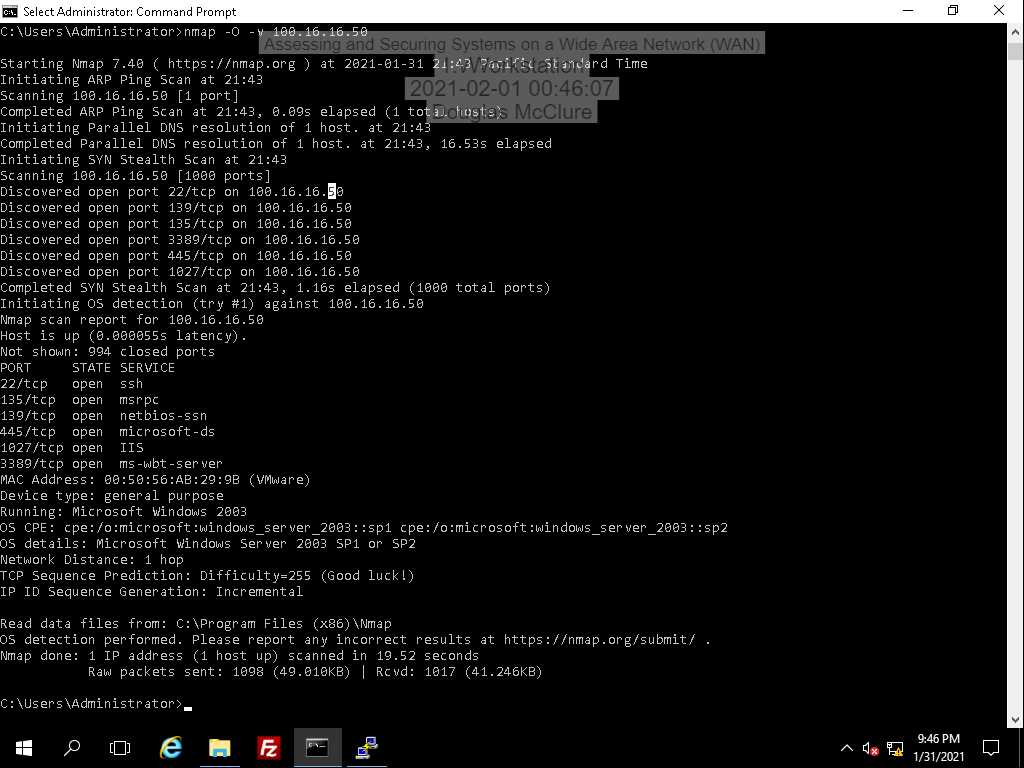 Select Administrator: Command Prompt
C:\Users\Administrator>nmap -O -v 100.16.16.50
Assessing and Securing Systems on a Wide Area Network (WAN)
Starting Nmap 7.40 ( https://nmap.org ) at 2021-01-31 21:43 Pacific Standard Time
Initiating ARP Ping Scan at 21:43
Scanning 100.16.16.50 [1 port]
2021-02-01 00:46:07
Completed ARP Ping Scan at 21:43, 0.09s elapsed (1 total hosts)
Douglas McClure
Initiating Parallel DNS resolution of 1 host. at 21:43
Completed Parallel DNS resolution of 1 host. at 21:43, 16.53s elapsed
Initiating SYN Stealth Scan at 21:43
Scanning 100.16.16.50 [1000 ports]
Discovered open port 22/tcp on 100.16.16.50
Discovered open port 139/tcp on 100.16.16.50
Discovered open port 135/tcp on 100.16.16.50
Discovered open port 3389/tcp on 100.16.16.50
Discovered open port 445/tcp on 100.16.16.50
Discovered open port 1027/tcp on 100.16.16.50
Completed SYN Stealth Scan at 21:43, 1.16s elapsed (1000 total ports)
Initiating OS detection (try #1) against 100.16.16.50
Nmap scan report for 100.16.16.50
Host is up (0.000055s latency).
Not shown: 994 closed ports
PORT STATE SERVICE
22/tcp open ssh
135/tcp open msrpc
139/tcp open netbios-ssn
445/tcp open microsoft-ds
1027/tcp open IIS
3389/tcp open ms-wbt-server
MAC Address: 00:50:56:AB:29:9B (VMware)
Device type: general purpose
Running: Microsoft Windows 2003
OS CPE: cpe:/o:microsoft:windows_server_2003::sp1 cpe:/o:microsoft:windows_server_2003::sp2
OS details: Microsoft Windows Server 2003 SP1 or SP2
Network Distance: 1 hop
TCP Sequence Prediction: Difficulty=255 (Good luck!)
IP ID Sequence Generation: Incremental
Read data files from: C:\Program Files (x86)\Nmap
OS detection performed. Please report any incorrect results at https://nmap.org/submit/ .
Nmap done: 1 IP address (1 host up) scanned in 19.52 seconds
Raw packets sent: 1098 (49.010KB) | Rcvd: 1017 (41.246KB)
C:\Users\Administrator>
9:46 PM
1/31/2021